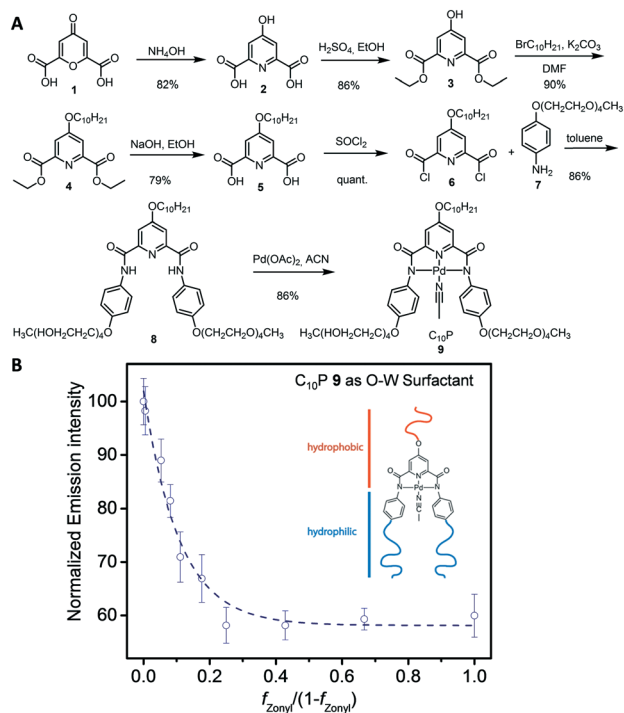 A
O
HO O OH
O O
1
NH4OH
82%
OH
HO N OH
O O
2
H2SO4, EtOH
86%
OH
O N O
O O
3
BrC10H21, K2CO3
DMF
90%
OC10H21
O N O
O O
4
NaOH, EtOH
79%
OC10H21
O N O
OH OH
5
SOCl2
quant.
OC10H21
O N O
Cl Cl
6
+
O(CH2CH2O)4CH3
NH2
7
toluene
86%
OC10H21
O N O
NH HN
H3C(HOH2CH2C)4O
O(CH2CH2O)4CH3
8
Pd(OAc)2, ACN
86%
OC10H21
O N O
N Pd N
N
H3C(HOH2CH2C)4O
C10P
9
O(CH2CH2O)4CH3
B
C10P 9 as O-W Surfactant
hydrophobic
hydrophilic
O
O N O
N Pd N
N
Normalized Emission intensity
100
90
80
70
60
0.0 0.2 0.4 0.6 0.8 1.0
fZonyl/(1-fZonyl)